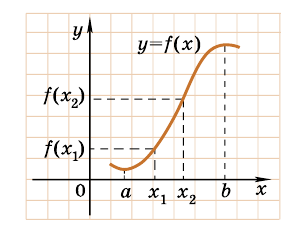 y
y=f(x)
f(x₂)
f(x₁)
0 a x₁ x₂ b x